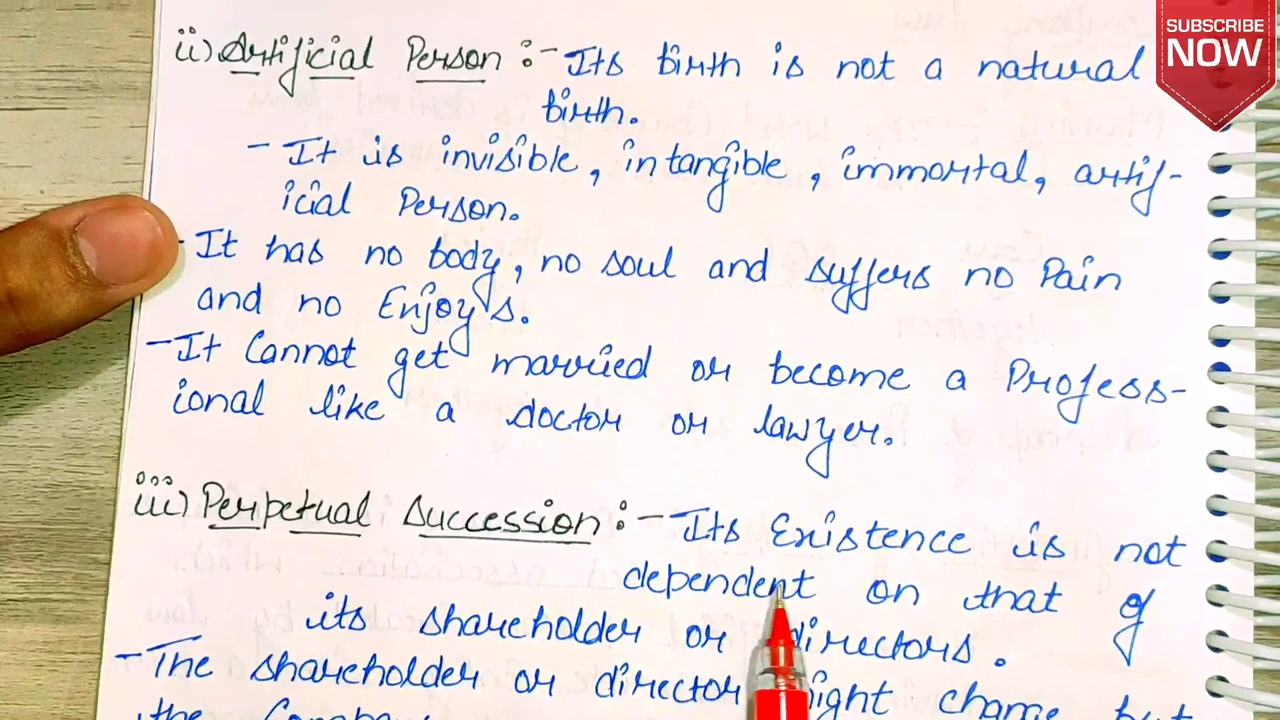 SUBSCRIBE
NOW
ii) Artificial Person :- Its birth is not a natural
birth.
- It is invisible, intangible, immortal, artif-
icial Person.
- It has no body, no soul and suffers no Pain
and no Enjoy's.
- It Cannot get married or become a Profess-
ional like a doctor or lawyer.
iii) Perpetual Succession :- Its Existence is not
dependent on that of
its shareholder or directors.
- The shareholder or director might change but
the Company